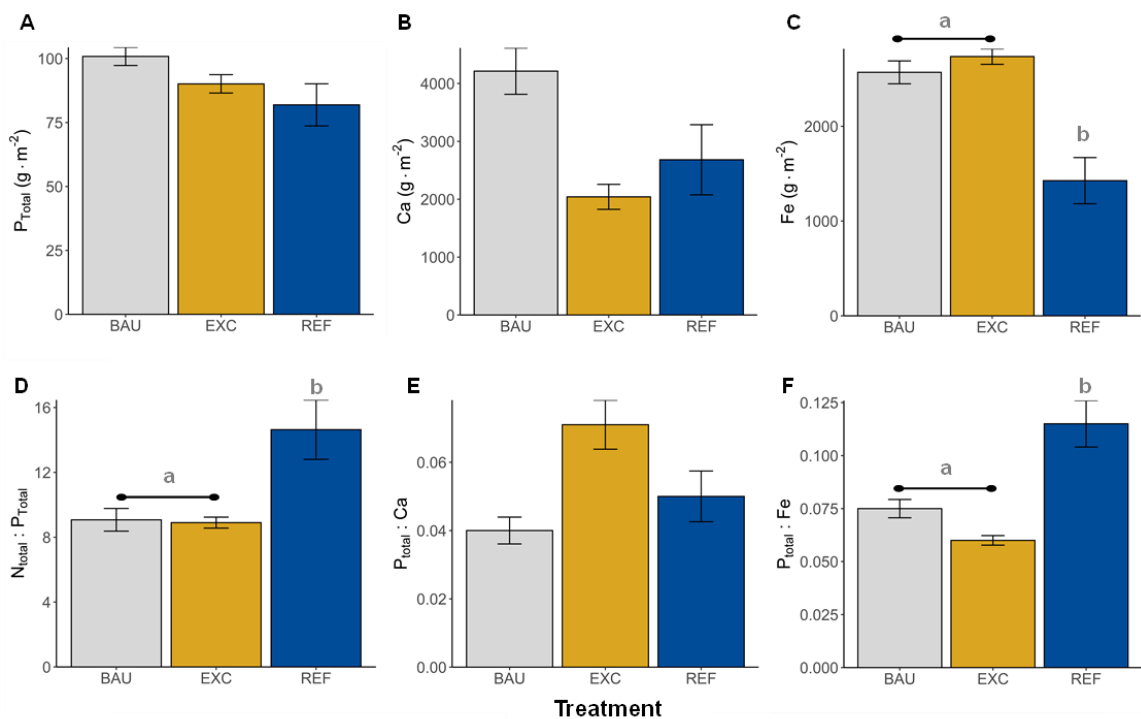 A
P_Total (g · m⁻²)
100
75
50
25
0
BAU EXC REF
B
Ca (g · m⁻²)
4000
3000
2000
1000
0
BAU EXC REF
C
a
b
Fe (g · m⁻²)
2000
1000
0
BAU EXC REF
D
b
a
N_total : P_Total
16
12
8
4
0
BAU EXC REF
E
P_total : Ca
0.06
0.04
0.02
0.00
BAU EXC REF
F
b
a
P_total : Fe
0.125
0.100
0.075
0.050
0.025
0.000
BAU EXC REF
Treatment